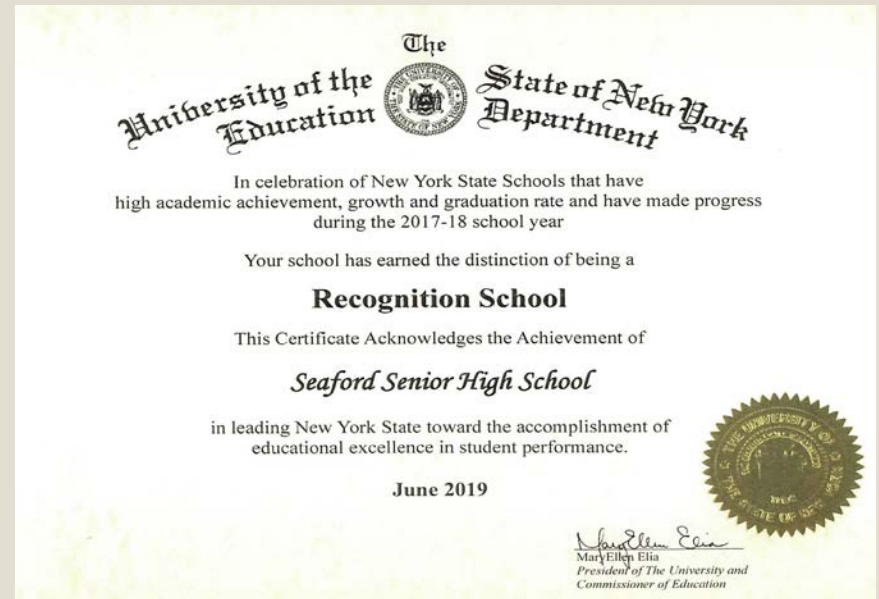 The
University of the State of New York
Education Department
In celebration of New York State Schools that have
high academic achievement, growth and graduation rate and have made progress
during the 2017-18 school year
Your school has earned the distinction of being a
Recognition School
This Certificate Acknowledges the Achievement of
Seaford Senior High School
in leading New York State toward the accomplishment of
educational excellence in student performance.
June 2019
MaryEllen Elia
MaryEllen Elia
President of The University and
Commissioner of Education